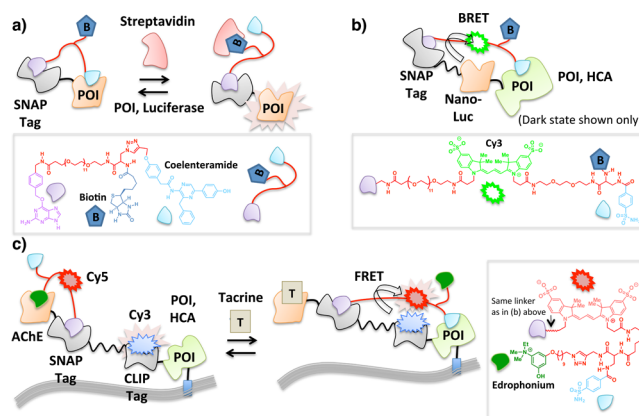 a)
B
Streptavidin
B
SNAP
Tag
POI
POI, Luciferase
POI
Coelenteramide
Biotin
B
B
b)
BRET
B
SNAP
Tag
Nano-
Luc
POI
POI, HCA
(Dark state shown only)
Cy3
B
c)
Cy5
AChE
SNAP
Tag
Cy3
CLIP
Tag
POI,
HCA
POI
Tacrine
T
T
FRET
POI
Same linker
as in (b) above
Edrophonium